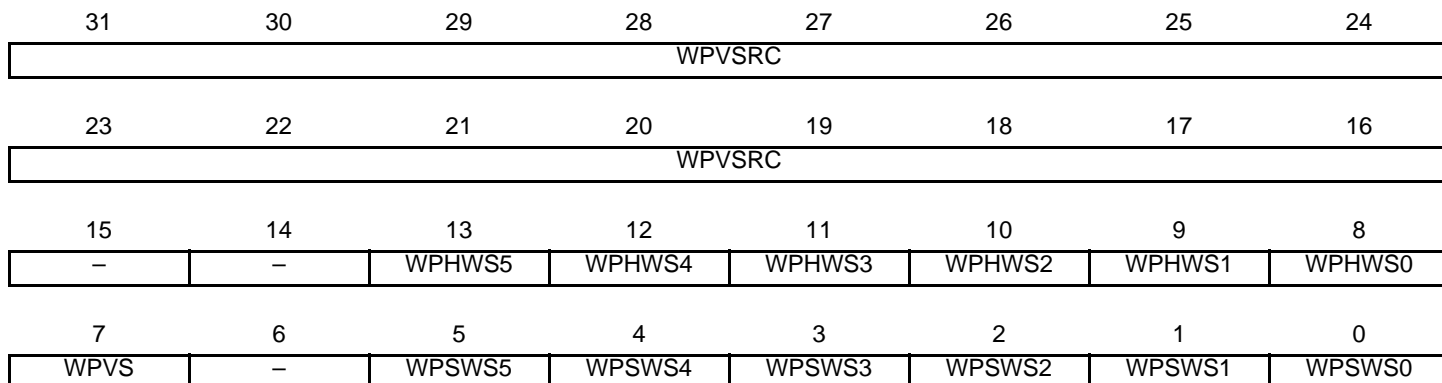 31 30 29 28 27 26 25 24
WPVSRC
23 22 21 20 19 18 17 16
WPVSRC
15 14 13 12 11 10 9 8
– – WPHWS5 WPHWS4 WPHWS3 WPHWS2 WPHWS1 WPHWS0
7 6 5 4 3 2 1 0
WPVS – WPSWS5 WPSWS4 WPSWS3 WPSWS2 WPSWS1 WPSWS0